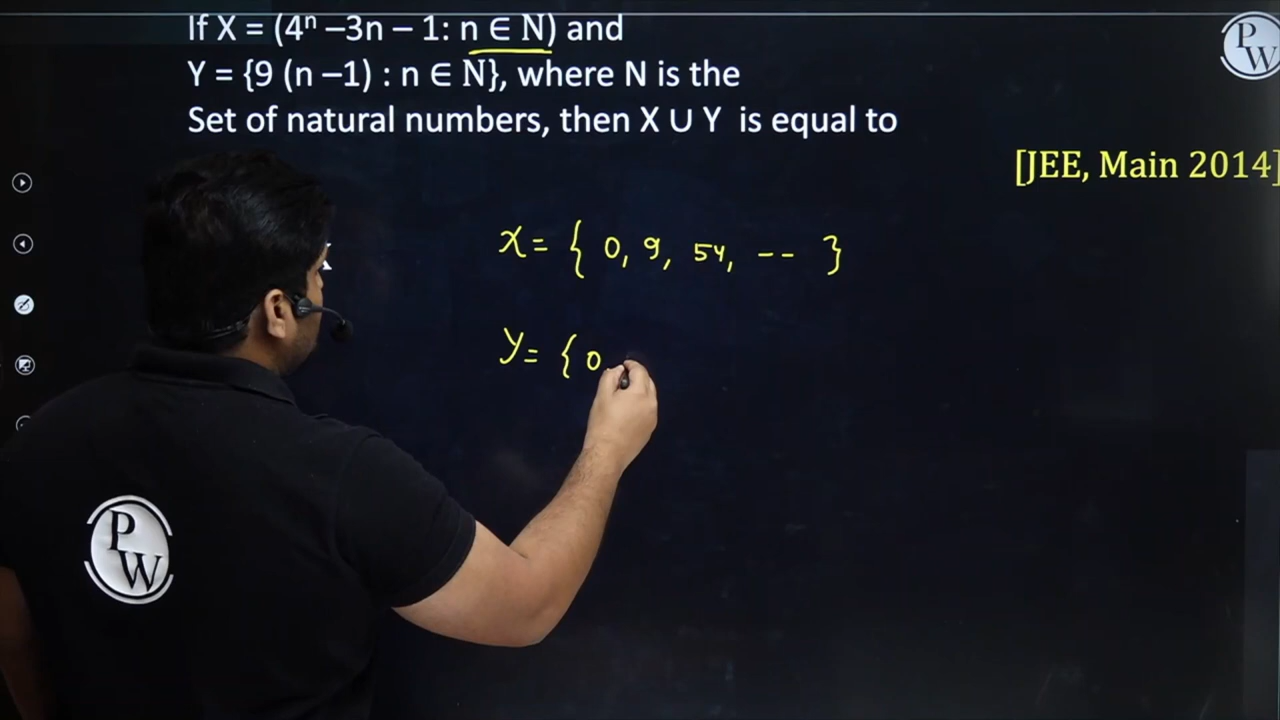 If X = (4ⁿ –3n – 1: n ∈ N) and
PW
Y = {9 (n –1) : n ∈ N}, where N is the
Set of natural numbers, then X ∪ Y is equal to
[JEE, Main 2014]
X = { 0, 9, 54, -- }
Y = { 0
PW